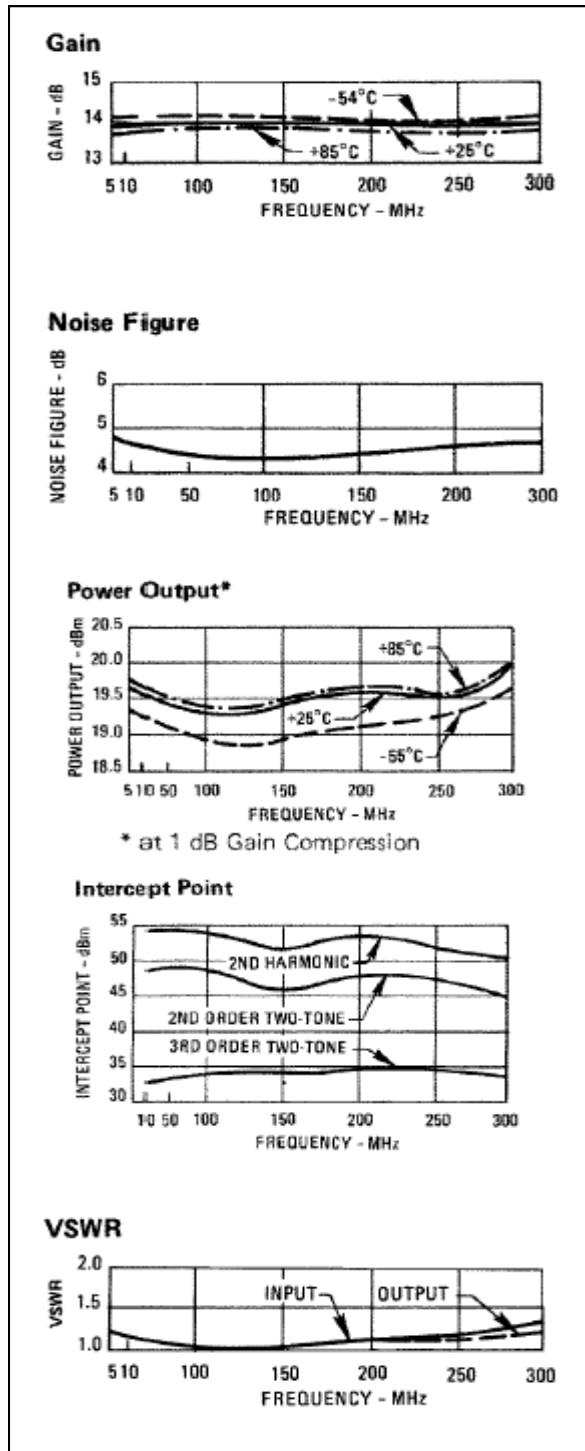 Gain
GAIN - dB
15
14
13
-54°C
+85°C
+25°C
5 10 100 150 200 250 300
FREQUENCY - MHz
Noise Figure
NOISE FIGURE - dB
6
5
4
5 10 50 100 150 200 300
FREQUENCY - MHz
Power Output*
POWER OUTPUT - dBm
20.5
20.0
19.5
19.0
18.5
+85°C
+25°C
-55°C
5 10 50 100 150 200 250 300
FREQUENCY - MHz
* at 1 dB Gain Compression
Intercept Point
INTERCEPT POINT - dBm
55
50
45
40
35
30
2ND HARMONIC
2ND ORDER TWO-TONE
3RD ORDER TWO-TONE
10 50 100 150 200 250 300
FREQUENCY - MHz
VSWR
VSWR
2.0
1.5
1.0
INPUT
OUTPUT
5 10 100 150 200 250 300
FREQUENCY - MHz